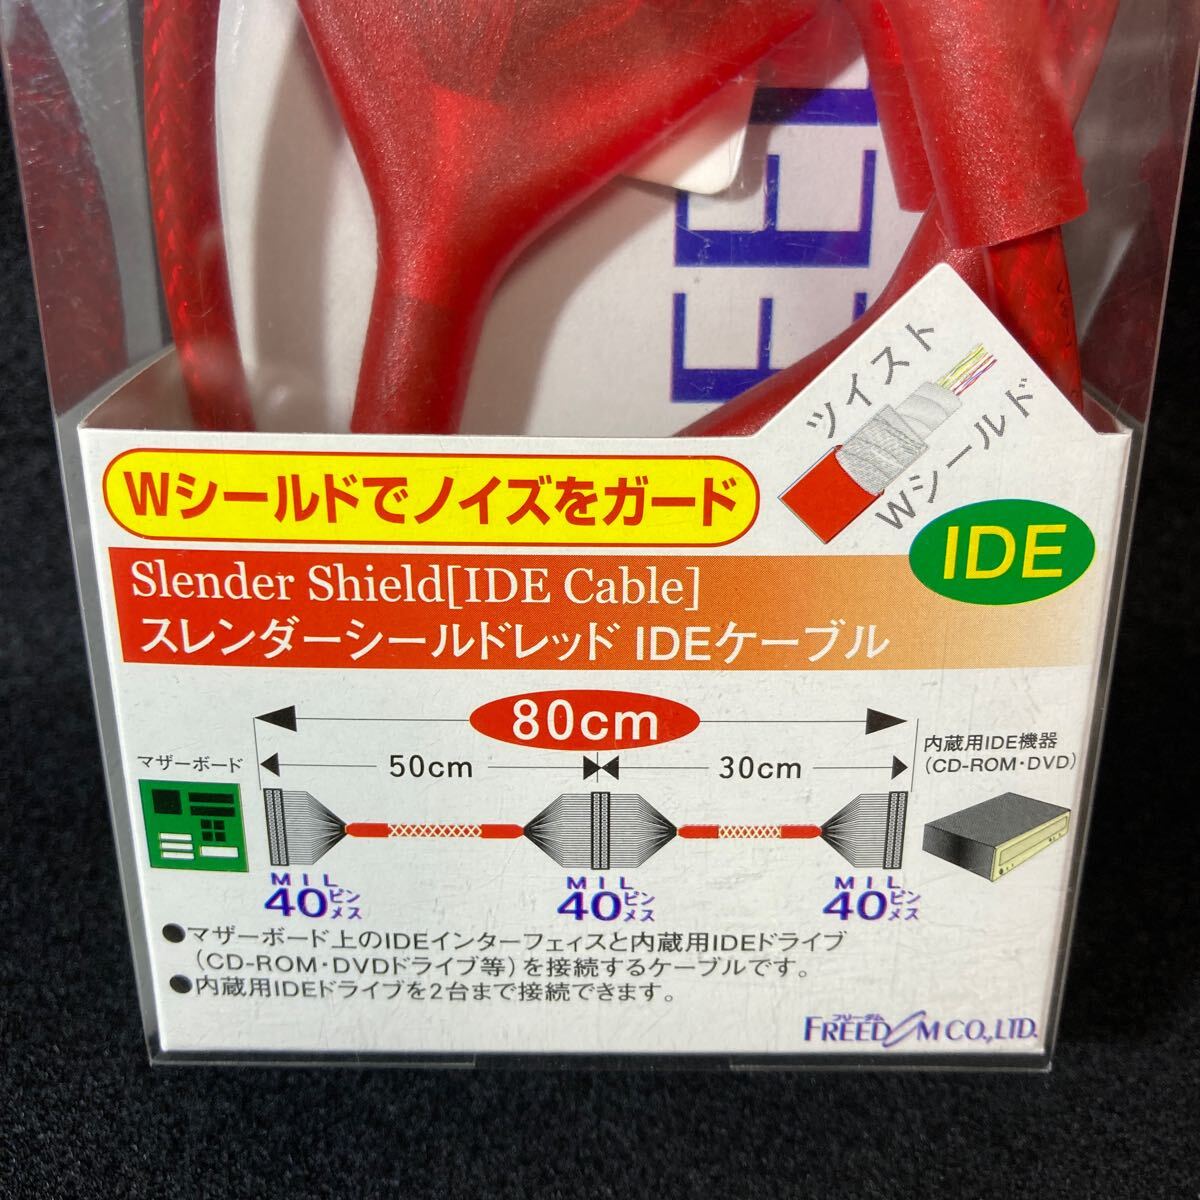 FREE
ツイスト
Wシールド
Wシールドでノイズをガード
IDE
Slender Shield[IDE Cable]
スレンダーシールドレッド IDEケーブル
80cm
マザーボード
50cm
30cm
内蔵用IDE機器
(CD-ROM･DVD)
MIL
40ピンメス
MIL
40ピンメス
MIL
40ピンメス
●マザーボード上のIDEインターフェィスと内蔵用IDEドライブ
(CD-ROM･DVDドライブ等)を接続するケーブルです。
●内蔵用IDEドライブを2台まで接続できます。
フリーダム
FREEDOM CO.,LTD.